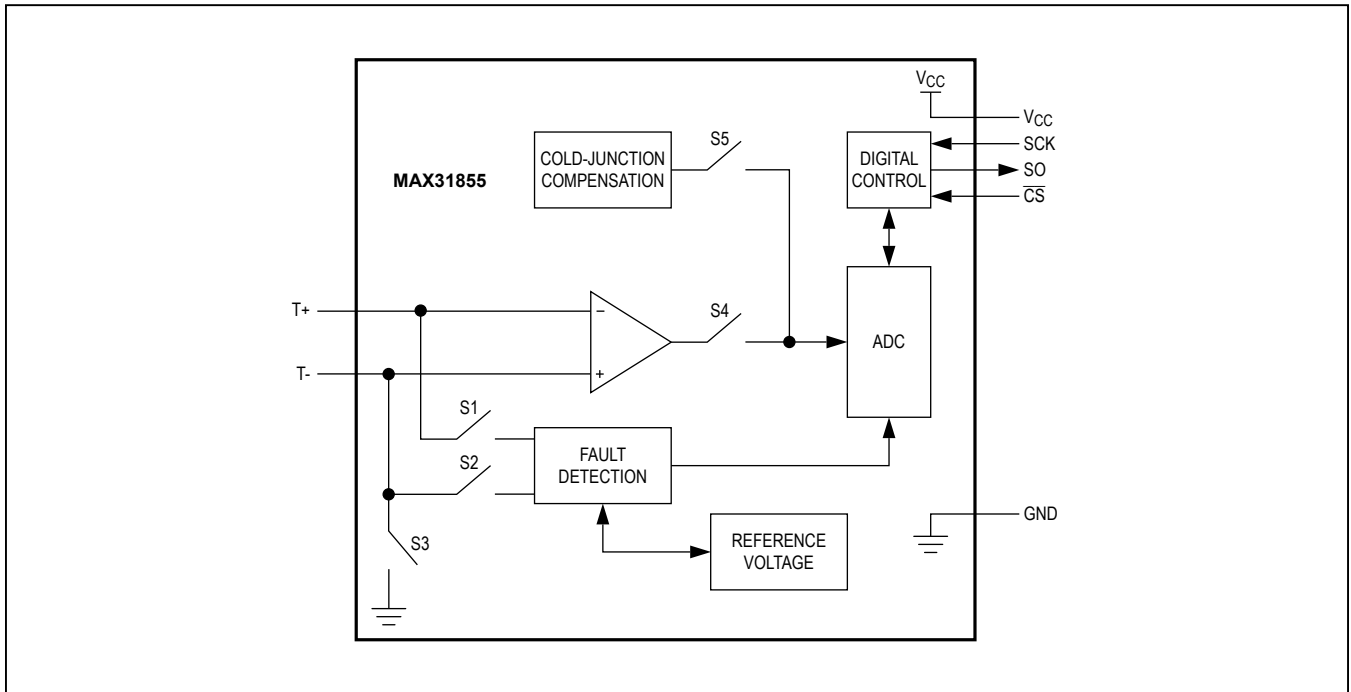 VCC
VCC
SCK
SO
CS
S5
COLD-JUNCTION
COMPENSATION
DIGITAL
CONTROL
MAX31855
T+
−
S4
ADC
T-
+
S1
FAULT
DETECTION
S2
GND
S3
REFERENCE
VOLTAGE